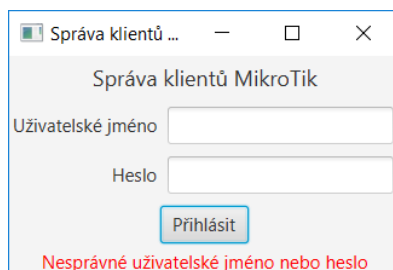 Správa klientů ...
Správa klientů MikroTik
Uživatelské jméno
Heslo
Přihlásit
Nesprávné uživatelské jméno nebo heslo